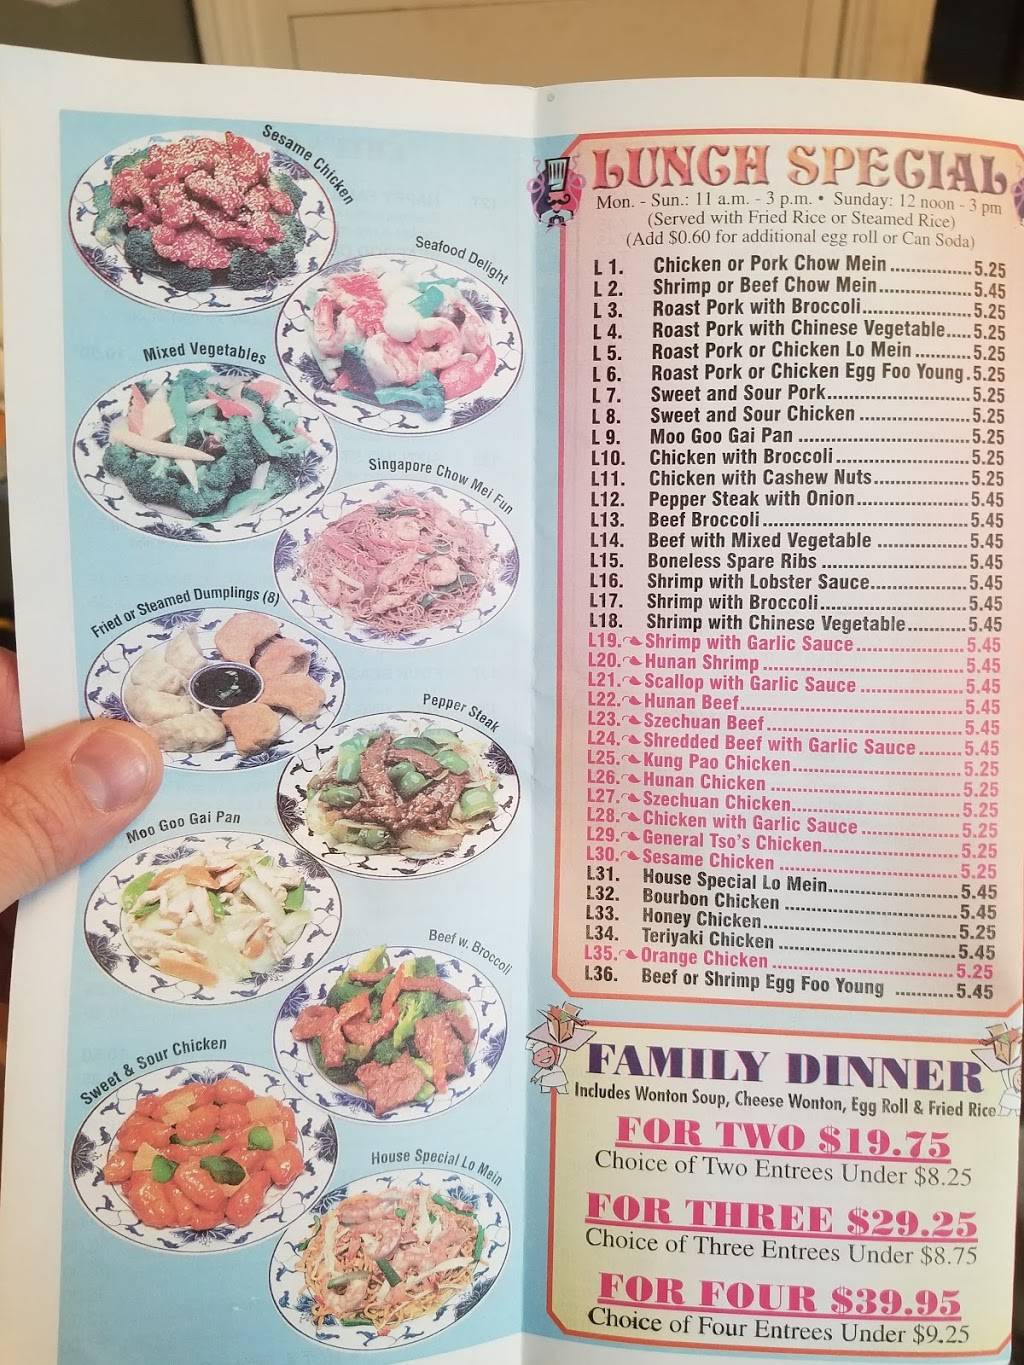 Sesame Chicken
Seafood Delight
Mixed Vegetables
Singapore Chow Mei Fun
Fried or Steamed Dumplings (8)
Pepper Steak
Moo Goo Gai Pan
Beef w. Broccoli
Sweet & Sour Chicken
House Special Lo Mein
LUNCH SPECIAL
Mon. - Sun.: 11 a.m. - 3 p.m. • Sunday: 12 noon - 3 pm
(Served with Fried Rice or Steamed Rice)
(Add $0.60 for additional egg roll or Can Soda)
L 1. Chicken or Pork Chow Mein ..............5.25
L 2. Shrimp or Beef Chow Mein................5.45
L 3. Roast Pork with Broccoli...................5.25
L 4. Roast Pork with Chinese Vegetable.....5.25
L 5. Roast Pork or Chicken Lo Mein ..........5.25
L 6. Roast Pork or Chicken Egg Foo Young.5.25
L 7. Sweet and Sour Pork.........................5.25
L 8. Sweet and Sour Chicken ....................5.25
L 9. Moo Goo Gai Pan ..............................5.25
L10. Chicken with Broccoli........................5.25
L11. Chicken with Cashew Nuts.................5.25
L12. Pepper Steak with Onion....................5.45
L13. Beef Broccoli....................................5.45
L14. Beef with Mixed Vegetable ................5.45
L15. Boneless Spare Ribs .........................5.45
L16. Shrimp with Lobster Sauce.................5.45
L17. Shrimp with Broccoli.........................5.45
L18. Shrimp with Chinese Vegetable...........5.45
L19. Shrimp with Garlic Sauce...................5.45
L20. Hunan Shrimp ..................................5.45
L21. Scallop with Garlic Sauce ..................5.45
L22. Hunan Beef......................................5.45
L23. Szechuan Beef..................................5.45
L24. Shredded Beef with Garlic Sauce........5.45
L25. Kung Pao Chicken.............................5.25
L26. Hunan Chicken .................................5.25
L27. Szechuan Chicken.............................5.25
L28. Chicken with Garlic Sauce .................5.25
L29. General Tso's Chicken.......................5.25
L30. Sesame Chicken ...............................5.25
L31. House Special Lo Mein......................5.45
L32. Bourbon Chicken ..............................5.45
L33. Honey Chicken..................................5.25
L34. Teriyaki Chicken ...............................5.45
L35. Orange Chicken ................................5.25
L36. Beef or Shrimp Egg Foo Young ...........5.45
FAMILY DINNER
Includes Wonton Soup, Cheese Wonton, Egg Roll & Fried Rice
FOR TWO $19.75
Choice of Two Entrees Under $8.25
FOR THREE $29.25
Choice of Three Entrees Under $8.75
FOR FOUR $39.95
Choice of Four Entrees Under $9.25